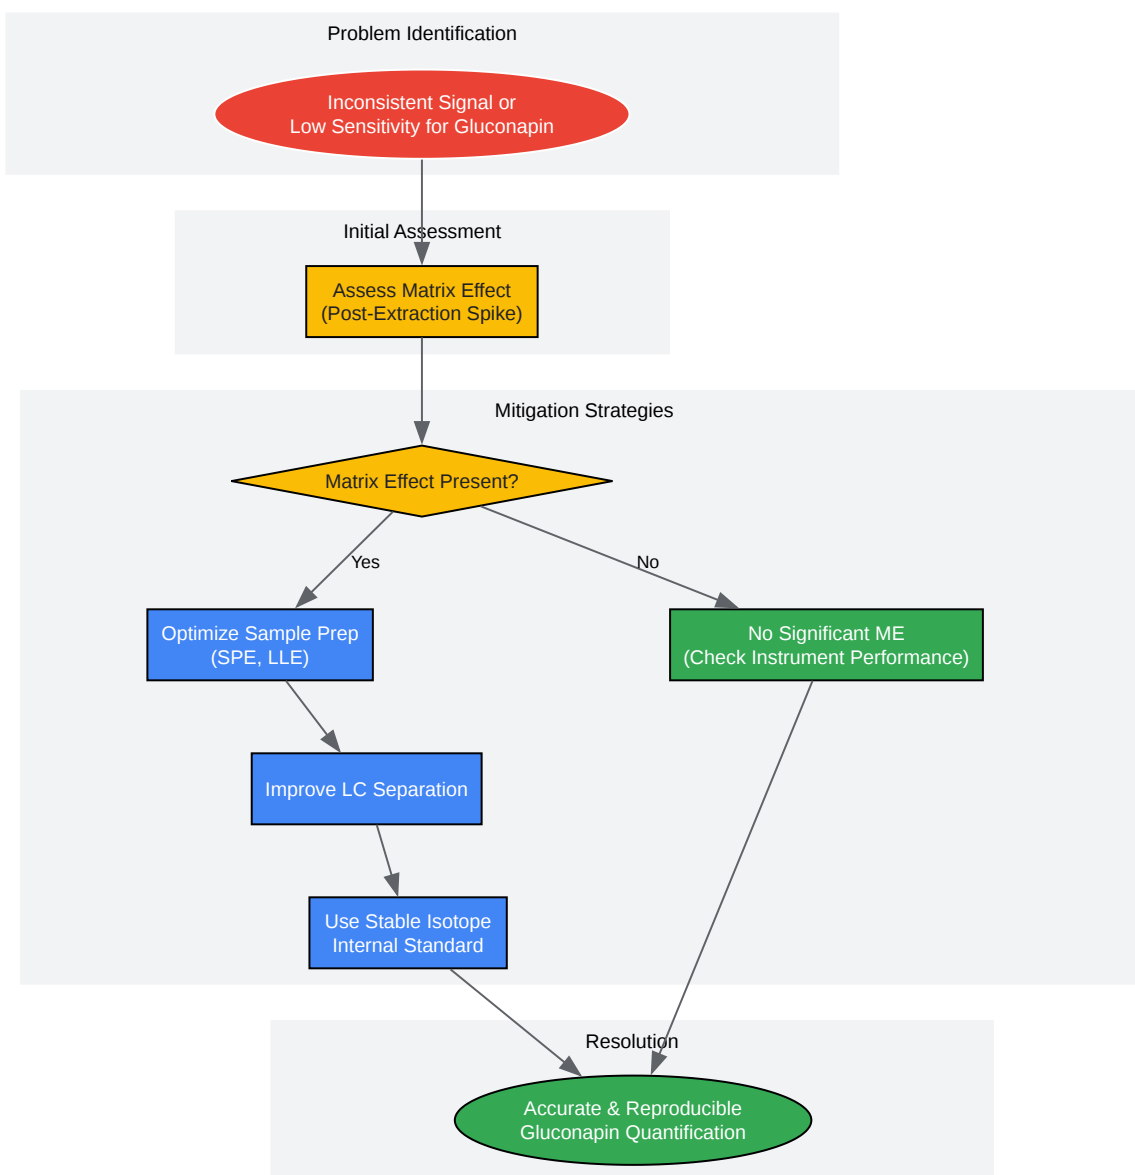 Problem Identification
Inconsistent Signal or
Low Sensitivity for Gluconapin
Initial Assessment
Assess Matrix Effect
(Post-Extraction Spike)
Mitigation Strategies
Matrix Effect Present?
Yes
No
Optimize Sample Prep
(SPE, LLE)
No Significant ME
(Check Instrument Performance)
Improve LC Separation
Use Stable Isotope
Internal Standard
Resolution
Accurate & Reproducible
Gluconapin Quantification